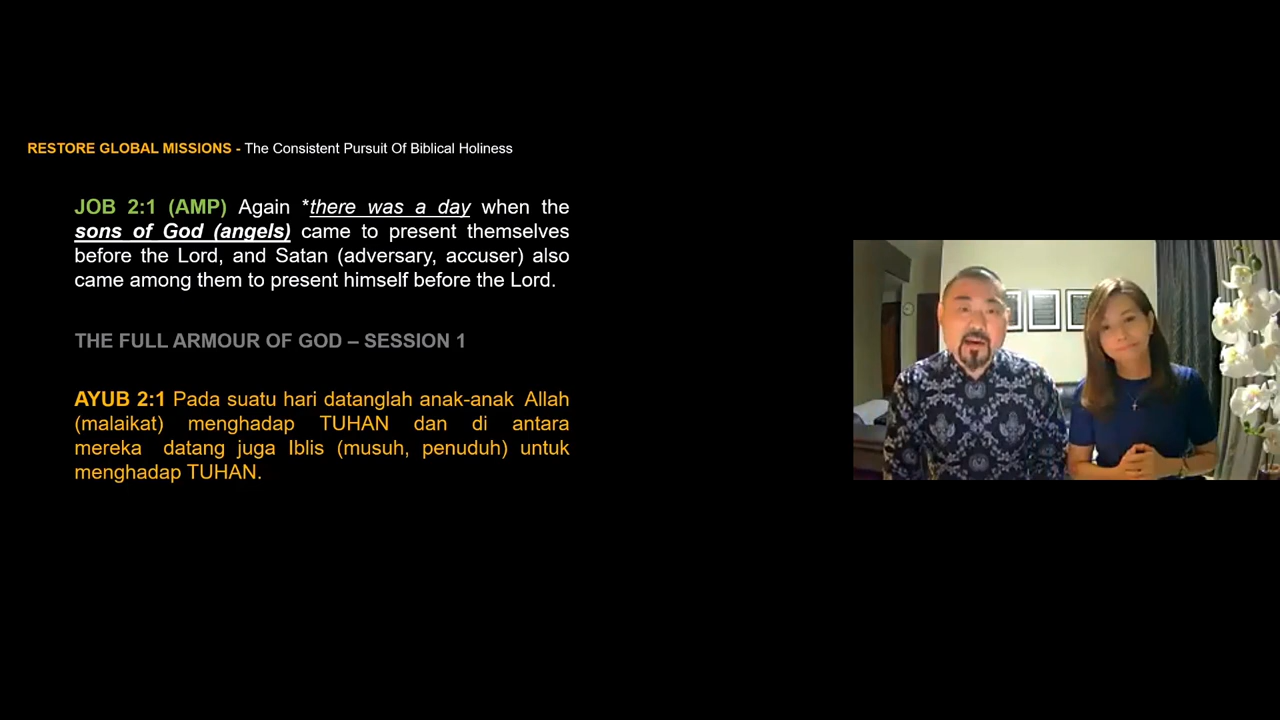 RESTORE GLOBAL MISSIONS - The Consistent Pursuit Of Biblical Holiness
JOB 2:1 (AMP) Again *there was a day when the
sons of God (angels) came to present themselves
before the Lord, and Satan (adversary, accuser) also
came among them to present himself before the Lord.
THE FULL ARMOUR OF GOD – SESSION 1
AYUB 2:1 Pada suatu hari datanglah anak-anak Allah
(malaikat) menghadap TUHAN dan di antara
mereka datang juga Iblis (musuh, penuduh) untuk
menghadap TUHAN.